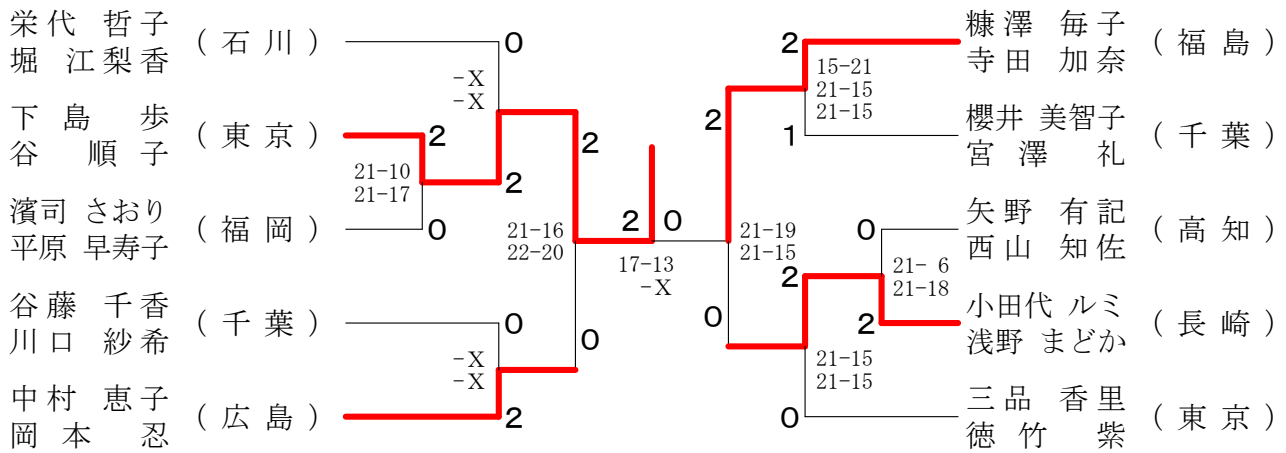 栄代 哲子
堀 江梨香
(石川)
0
-X
-X
下島 歩
谷 順子
(東京)
2
2
21-10
21-17
濱司 さおり
平原 早寿子
(福岡)
0
2
21-16
22-20
谷藤 千香
川口 紗希
(千葉)
0
-X
-X
0
中村 恵子
岡本 忍
(広島)
2
2 0
17-13
-X
糠澤 毎子
寺田 加奈
(福島)
2
15-21
21-15
21-15
2
櫻井 美智子
宮澤 礼
(千葉)
1
21-19
21-15
矢野 有記
西山 知佐
(高知)
0
21- 6
21-18
2
小田代 ルミ
浅野 まどか
(長崎)
2
0
21-15
21-15
三品 香里
徳竹 紫
(東京)
0